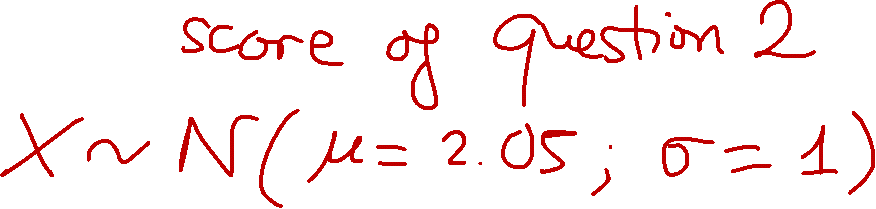 score of question 2
X ~ N( μ = 2.05 ; σ = 1 )